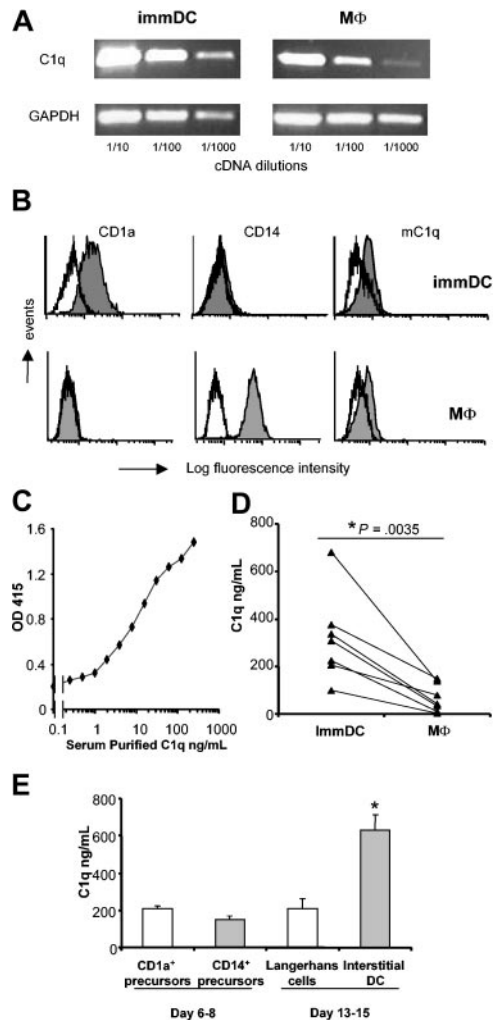 A
immDC
MΦ
C1q
GAPDH
1/10 1/100 1/1000 1/10 1/100 1/1000
cDNA dilutions
B
CD1a CD14 mC1q
immDC
events
MΦ
Log fluorescence intensity
C
OD 415
1.6
1.2
0.8
0.4
0
0.1 1 10 100 1000
Serum Purified C1q ng/mL
D
* P = .0035
C1q ng/mL
800
600
400
200
0
ImmDC MΦ
E
C1q ng/mL
800
600
400
200
0
*
CD1a⁺ precursors
CD14⁺ precursors
Langerhans cells
Interstitial DC
Day 6-8 Day 13-15